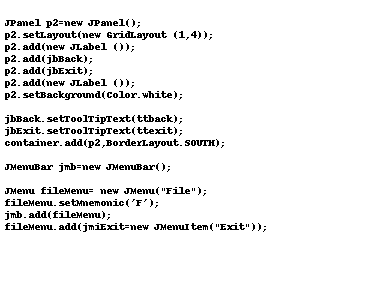 JPanel p2=new JPanel();
p2.setLayout(new GridLayout (1,4));
p2.add(new JLabel ());
p2.add(jbBack);
p2.add(jbExit);
p2.add(new JLabel ());
p2.setBackground(Color.white);
jbBack.setToolTipText(ttback);
jbExit.setToolTipText(ttexit);
container.add(p2,BorderLayout.SOUTH);
JMenuBar jmb=new JMenuBar();
JMenu fileMenu= new JMenu("File");
fileMenu.setMnemonic('F');
jmb.add(fileMenu);
fileMenu.add(jmiExit=new JMenuItem("Exit"));